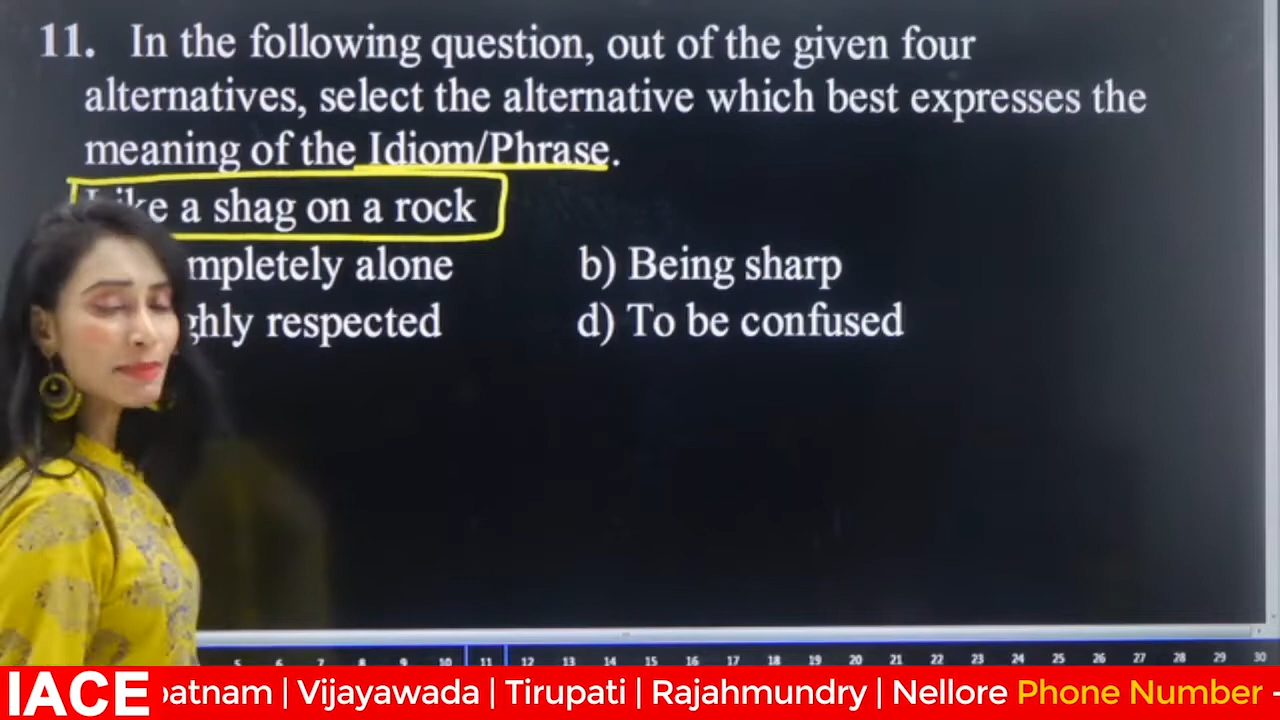 11. In the following question, out of the given four
alternatives, select the alternative which best expresses the
meaning of the Idiom/Phrase.
Like a shag on a rock
mpletely alone b) Being sharp
ghly respected d) To be confused
5 6 7 8 9 10 11 12 13 14 15 16 17 18 19 20 21 22 23 24 25 26 27 28 29 30
IACE patnam | Vijayawada | Tirupati | Rajahmundry | Nellore Phone Number -